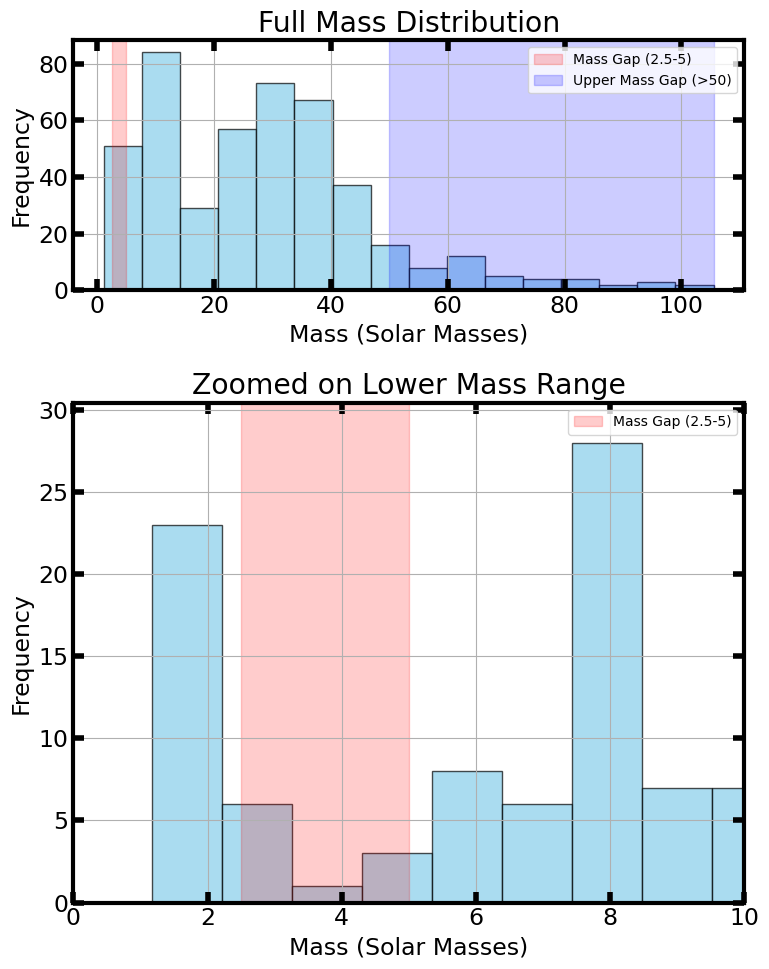 Full Mass Distribution
Mass Gap (2.5-5)
Upper Mass Gap (>50)
Frequency
80
60
40
20
0
0 20 40 60 80 100
Mass (Solar Masses)
Zoomed on Lower Mass Range
Mass Gap (2.5-5)
Frequency
30
25
20
15
10
5
0
0 2 4 6 8 10
Mass (Solar Masses)